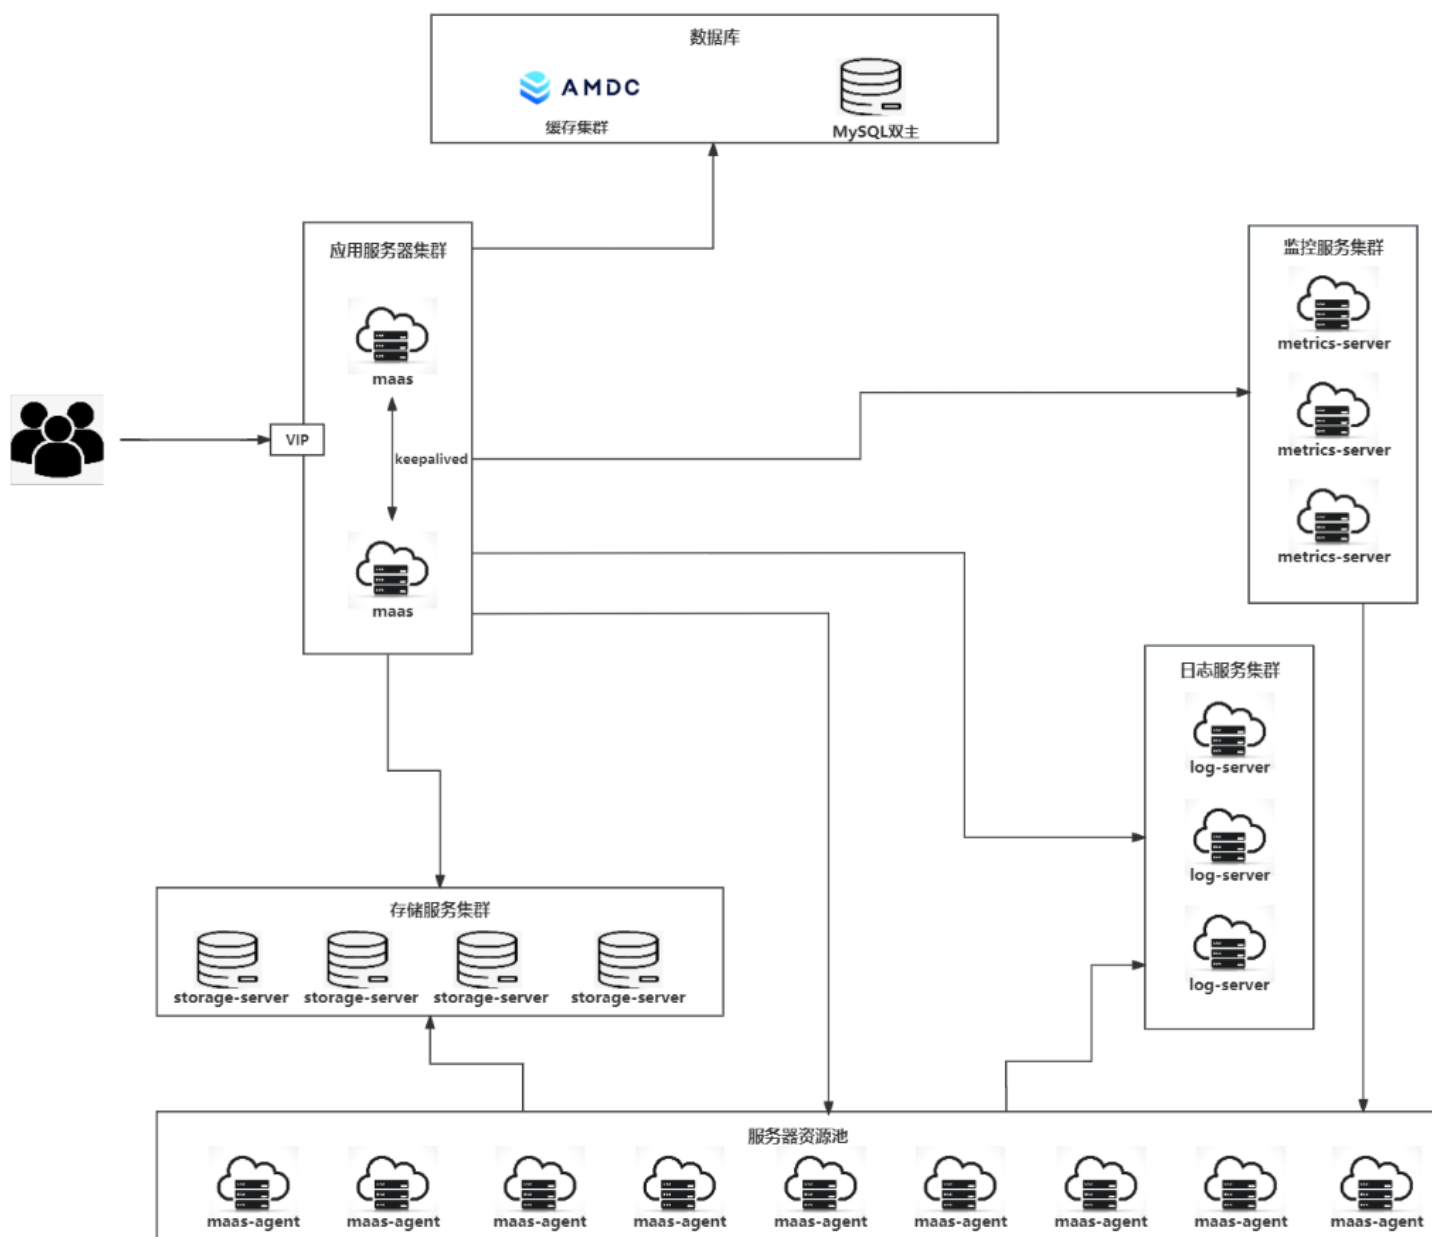 数据库
AMDC
缓存集群
MySQL双主
应用服务器集群
maas
VIP
keepalived
maas
监控服务集群
metrics-server
metrics-server
metrics-server
日志服务集群
log-server
log-server
log-server
存储服务集群
storage-server storage-server storage-server storage-server
服务器资源池
maas-agent maas-agent maas-agent maas-agent maas-agent maas-agent maas-agent maas-agent maas-agent